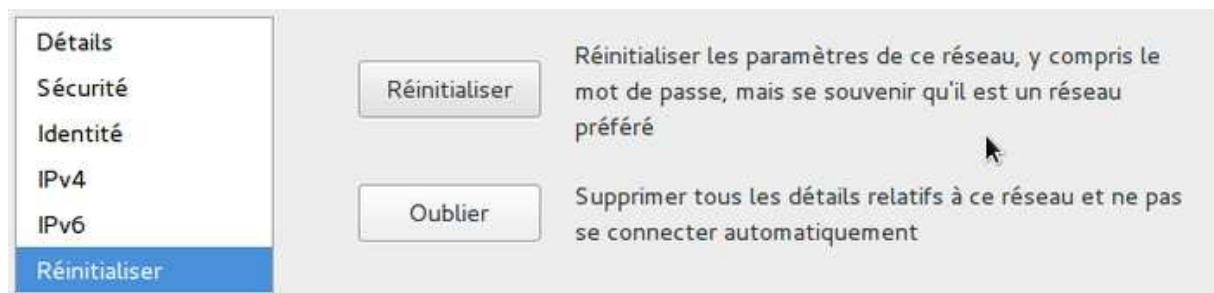 Détails
Sécurité
Identité
IPv4
IPv6
Réinitialiser
Réinitialiser
Réinitialiser les paramètres de ce réseau, y compris le
mot de passe, mais se souvenir qu'il est un réseau
préféré
Oublier
Supprimer tous les détails relatifs à ce réseau et ne pas
se connecter automatiquement